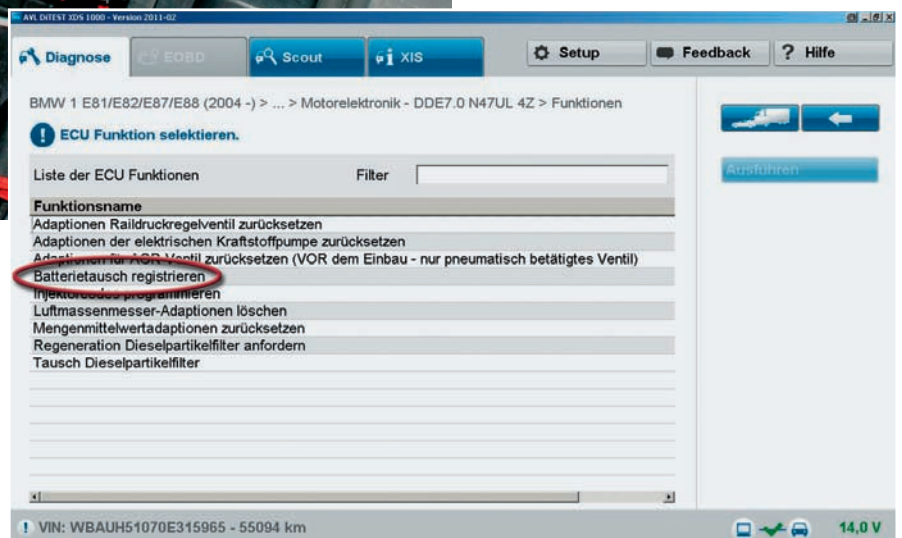 AVL DiTEST XDS 1000 - Version 2011-02
Diagnose EOBD Scout XIS Setup Feedback ? Hilfe
BMW 1 E81/E82/E87/E88 (2004 -) > ... > Motorelektronik - DDE7.0 N47UL 4Z > Funktionen
! ECU Funktion selektieren.
Liste der ECU Funktionen Filter
Ausführen
Funktionsname
Adaptionen Raildruckregelventil zurücksetzen
Adaptionen der elektrischen Kraftstoffpumpe zurücksetzen
Adaptionen für AGR-Ventil zurücksetzen (VOR dem Einbau - nur pneumatisch betätigtes Ventil)
Batterietausch registrieren
Injektorcodes programmieren
Luftmassenmesser-Adaptionen löschen
Mengenmittelwertadaptionen zurücksetzen
Regeneration Dieselpartikelfilter anfordern
Tausch Dieselpartikelfilter
! VIN: WBAUH51070E315965 - 55094 km 14,0 V